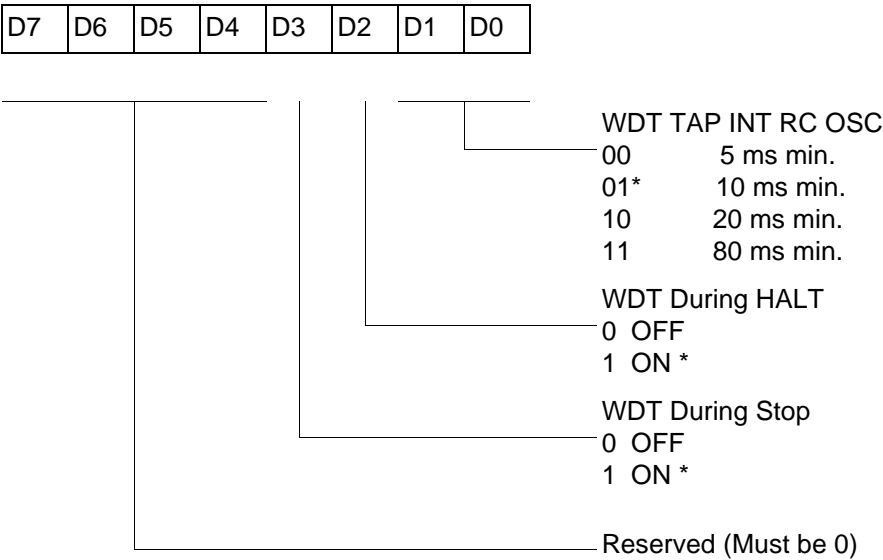 D7 D6 D5 D4 D3 D2 D1 D0
WDT TAP INT RC OSC
00 5 ms min.
01* 10 ms min.
10 20 ms min.
11 80 ms min.
WDT During HALT
0 OFF
1 ON *
WDT During Stop
0 OFF
1 ON *
Reserved (Must be 0)